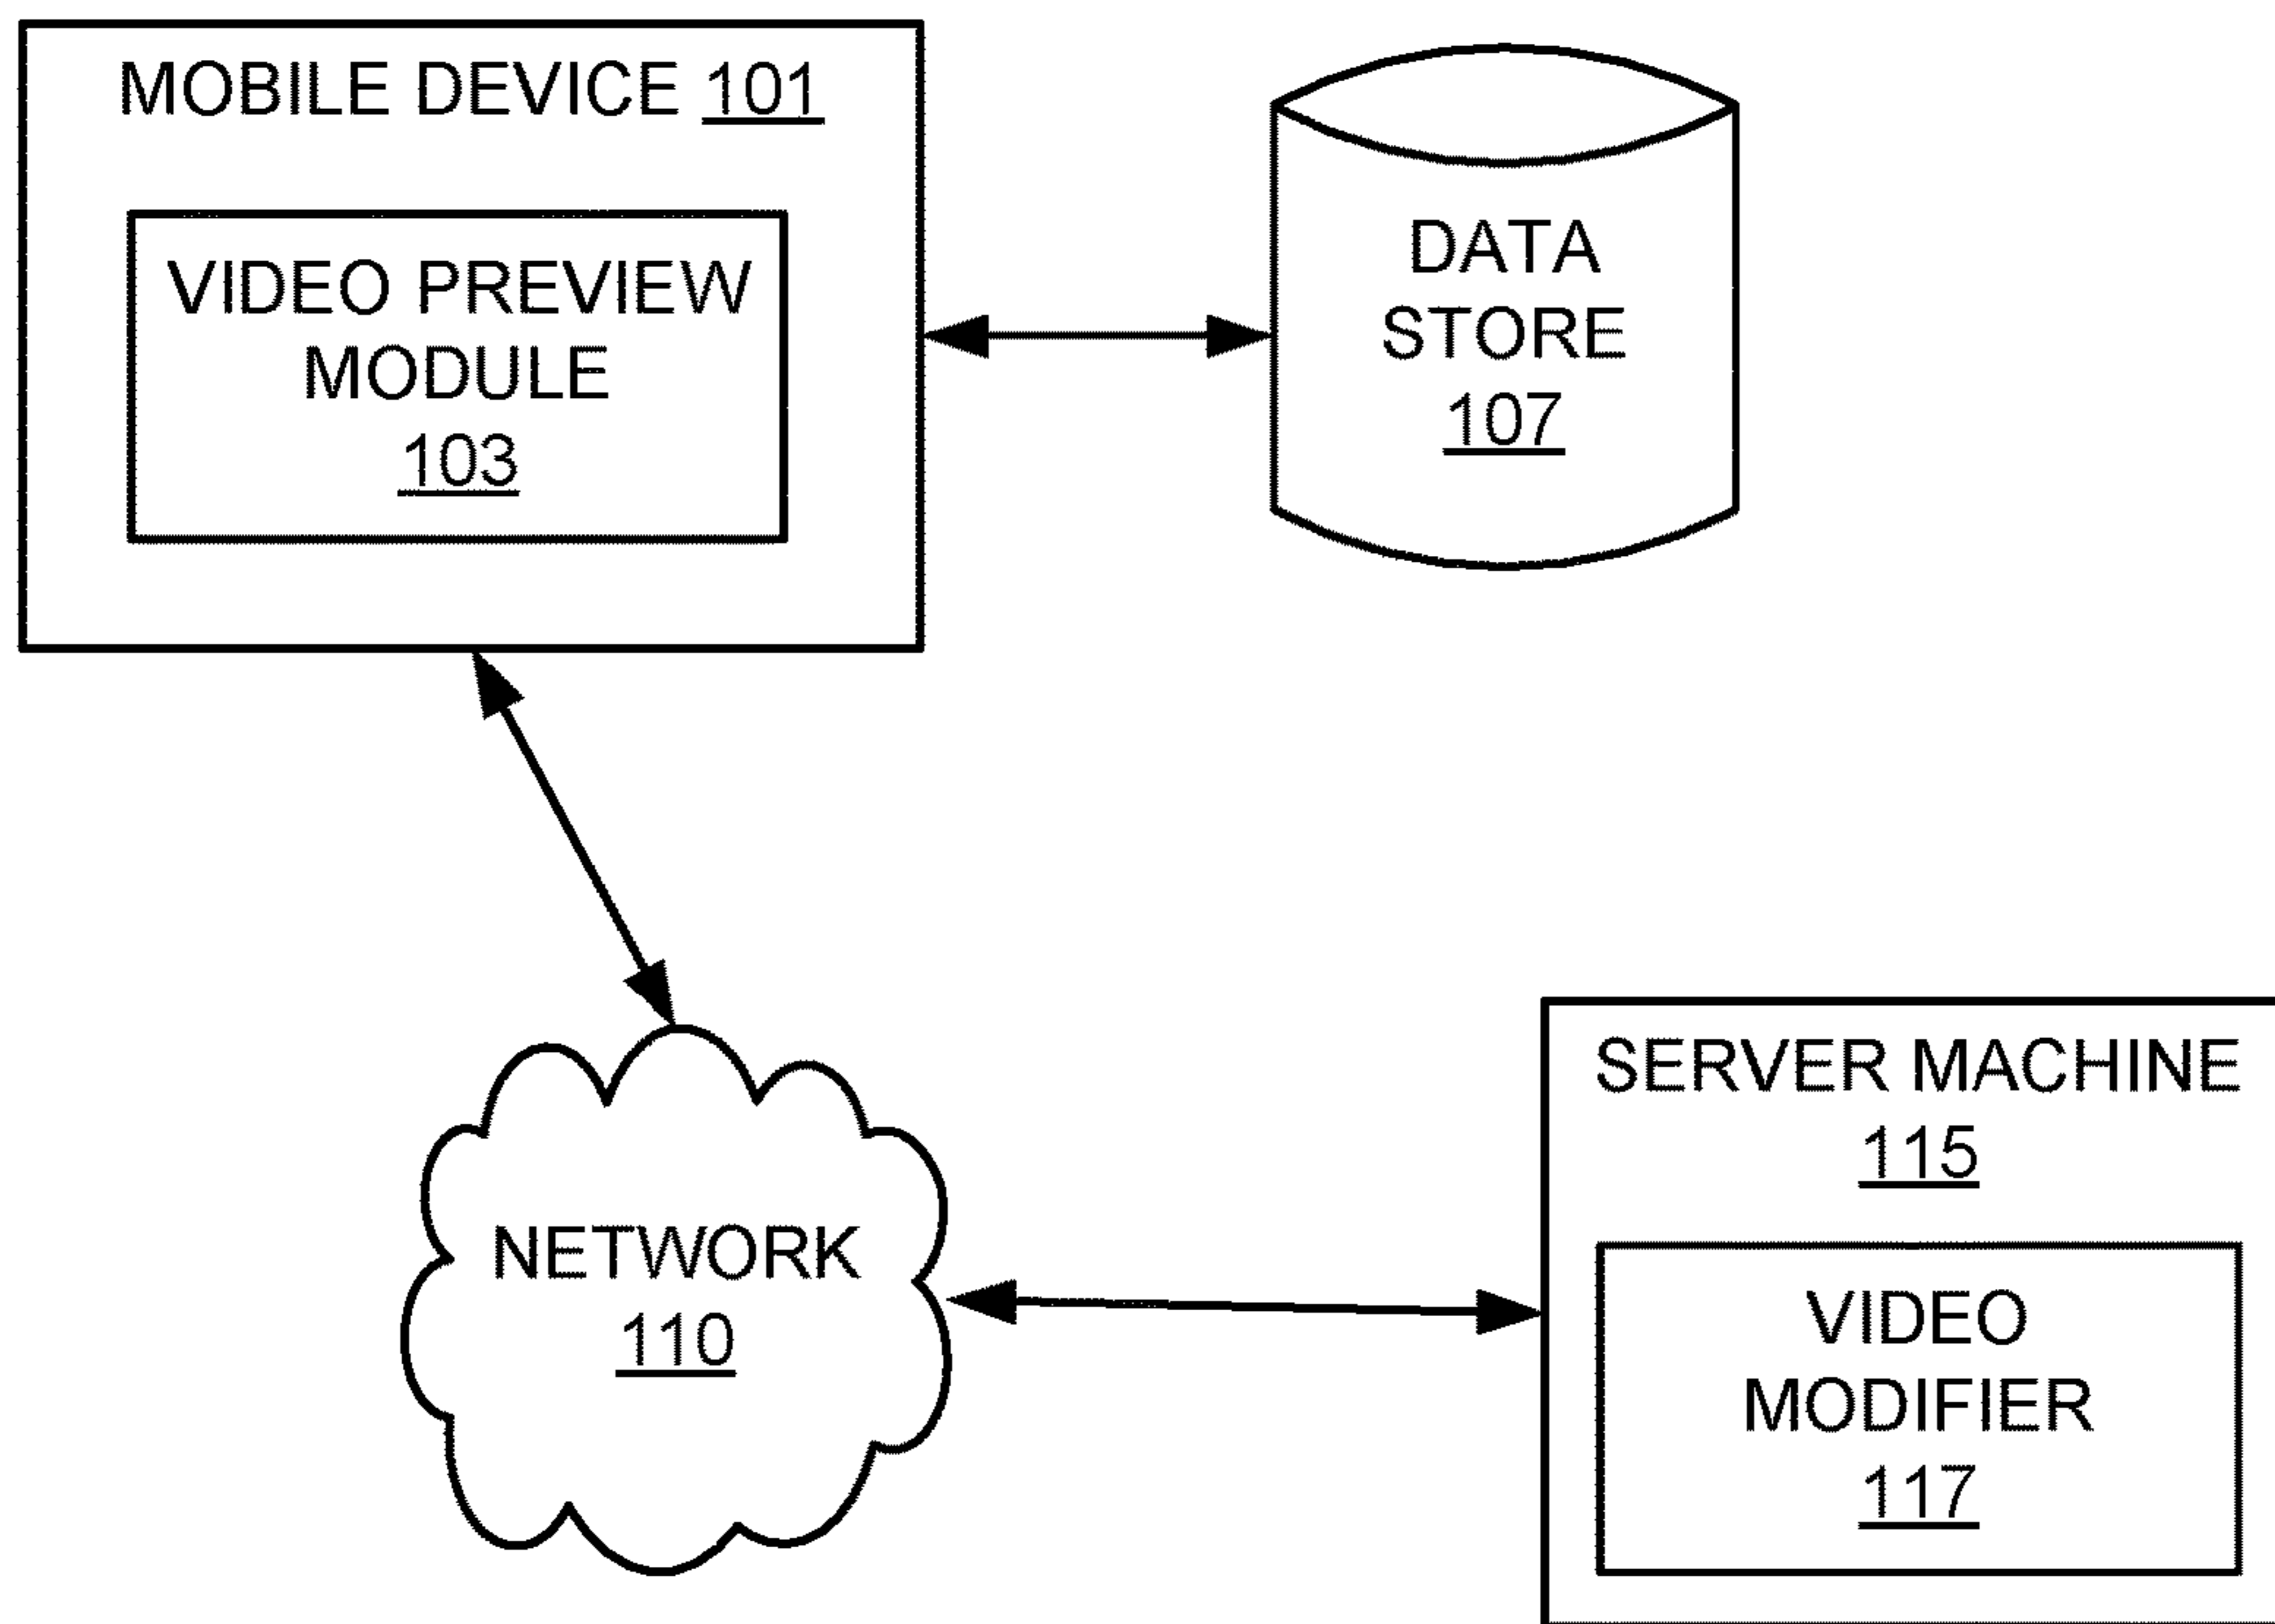 MOBILE DEVICE 101
VIDEO PREVIEW
MODULE
103
DATA
STORE
107
NETWORK
110
SERVER MACHINE
115
VIDEO
MODIFIER
117